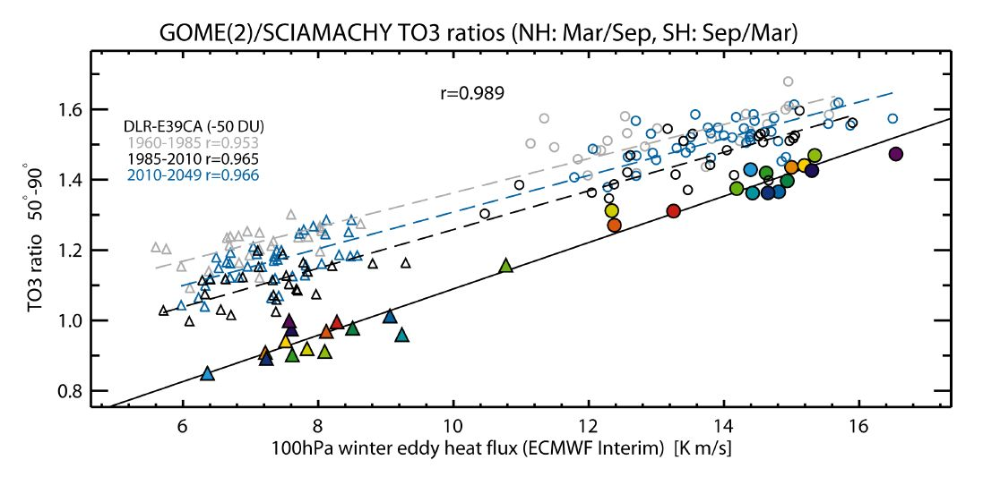 GOME(2)/SCIAMACHY TO3 ratios (NH: Mar/Sep, SH: Sep/Mar)
r=0.989
DLR-E39CA (-50 DU)
1960-1985 r=0.953
1985-2010 r=0.965
2010-2049 r=0.966
TO3 ratio 50°-90°
1.6
1.4
1.2
1.0
0.8
6 8 10 12 14 16
100hPa winter eddy heat flux (ECMWF Interim) [K m/s]